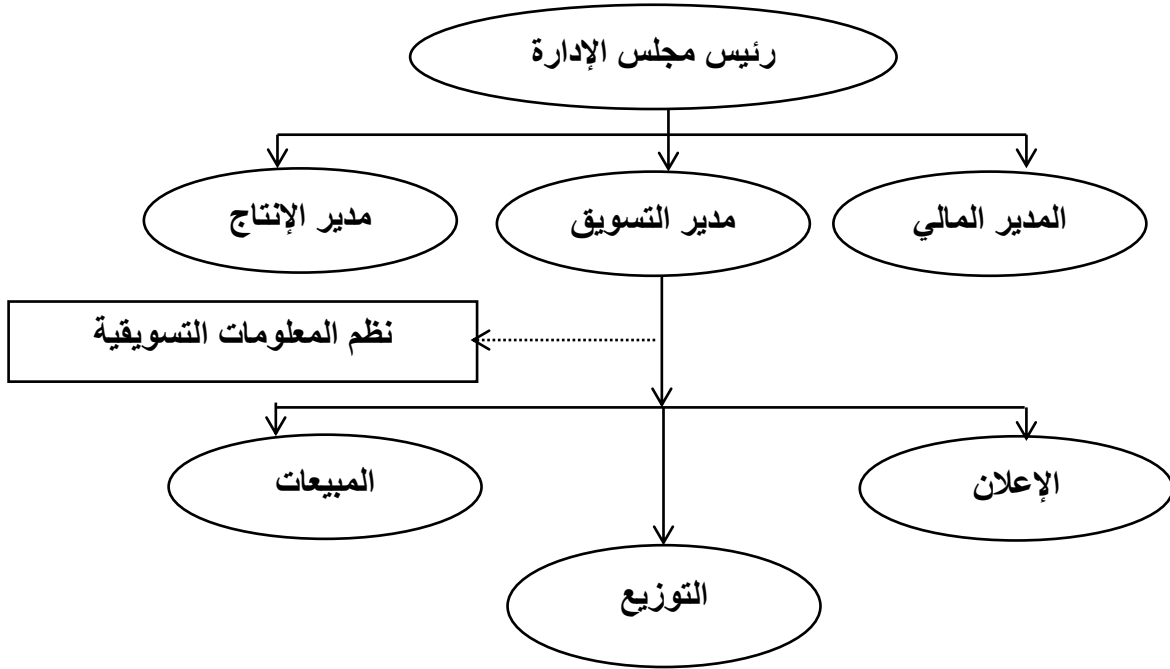 رئيس مجلس الإدارة
المدير المالي
مدير التسويق
مدير الإنتاج
نظم المعلومات التسويقية
الإعلان
المبيعات
التوزيع